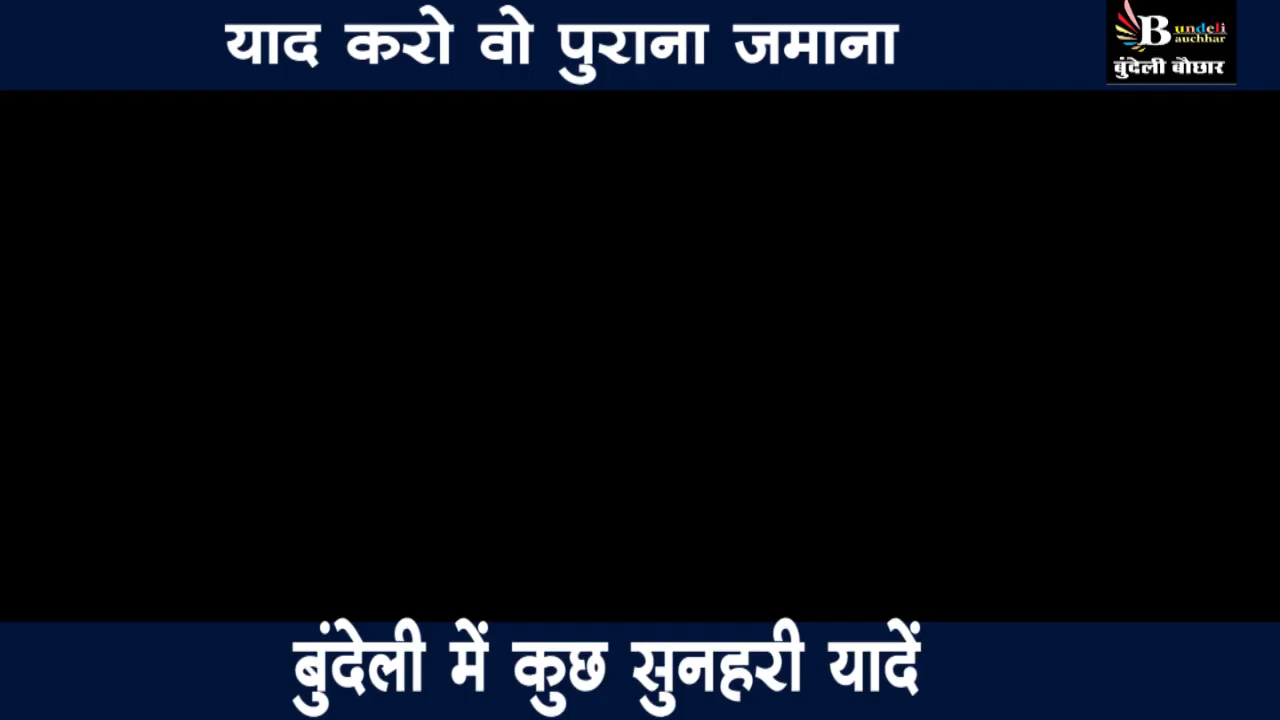 याद करो वो पुराना जमाना
Bundeli
Bauchhar
बुंदेली बौछार
बुंदेली में कुछ सुनहरी यादें